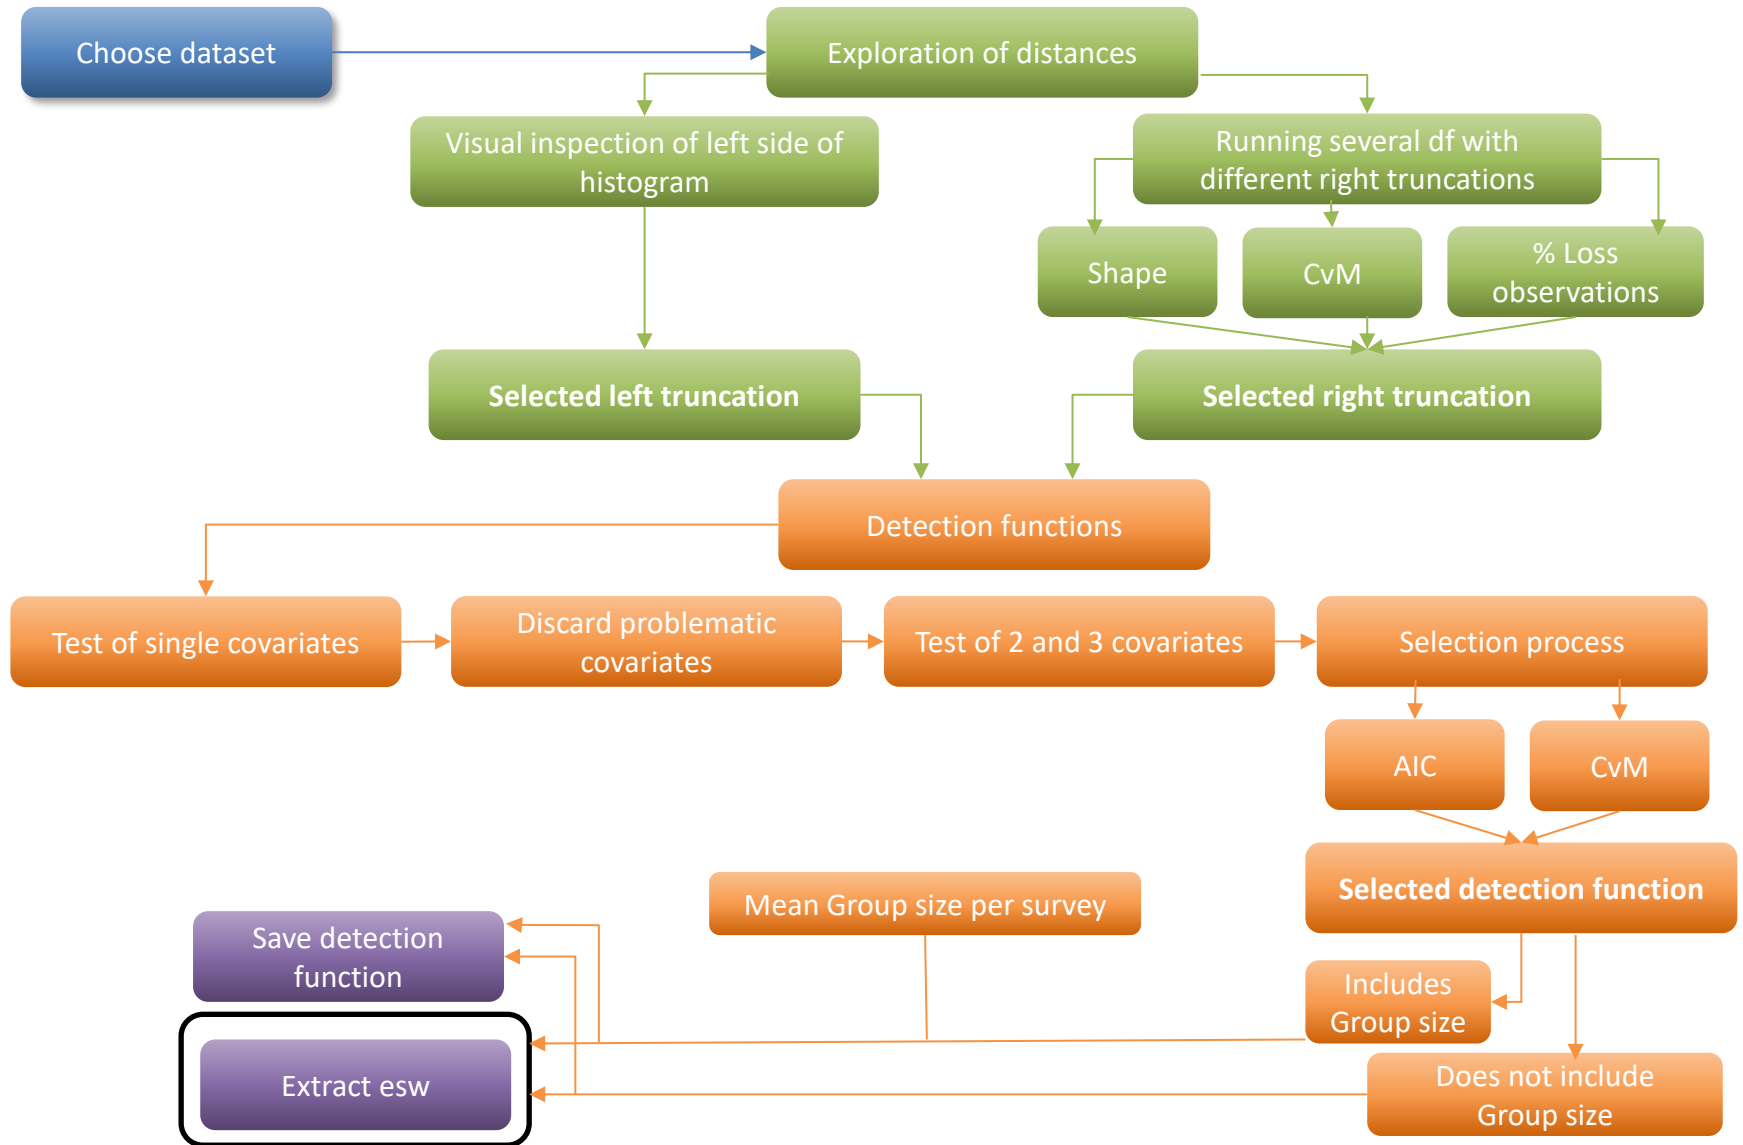 Choose dataset
Exploration of distances
Visual inspection of left side of
histogram
Running several df with
different right truncations
Shape
CvM
% Loss
observations
Selected left truncation
Selected right truncation
Detection functions
Test of single covariates
Discard problematic
covariates
Test of 2 and 3 covariates
Selection process
AIC
CvM
Selected detection function
Mean Group size per survey
Save detection
function
Includes
Group size
Extract esw
Does not include
Group size